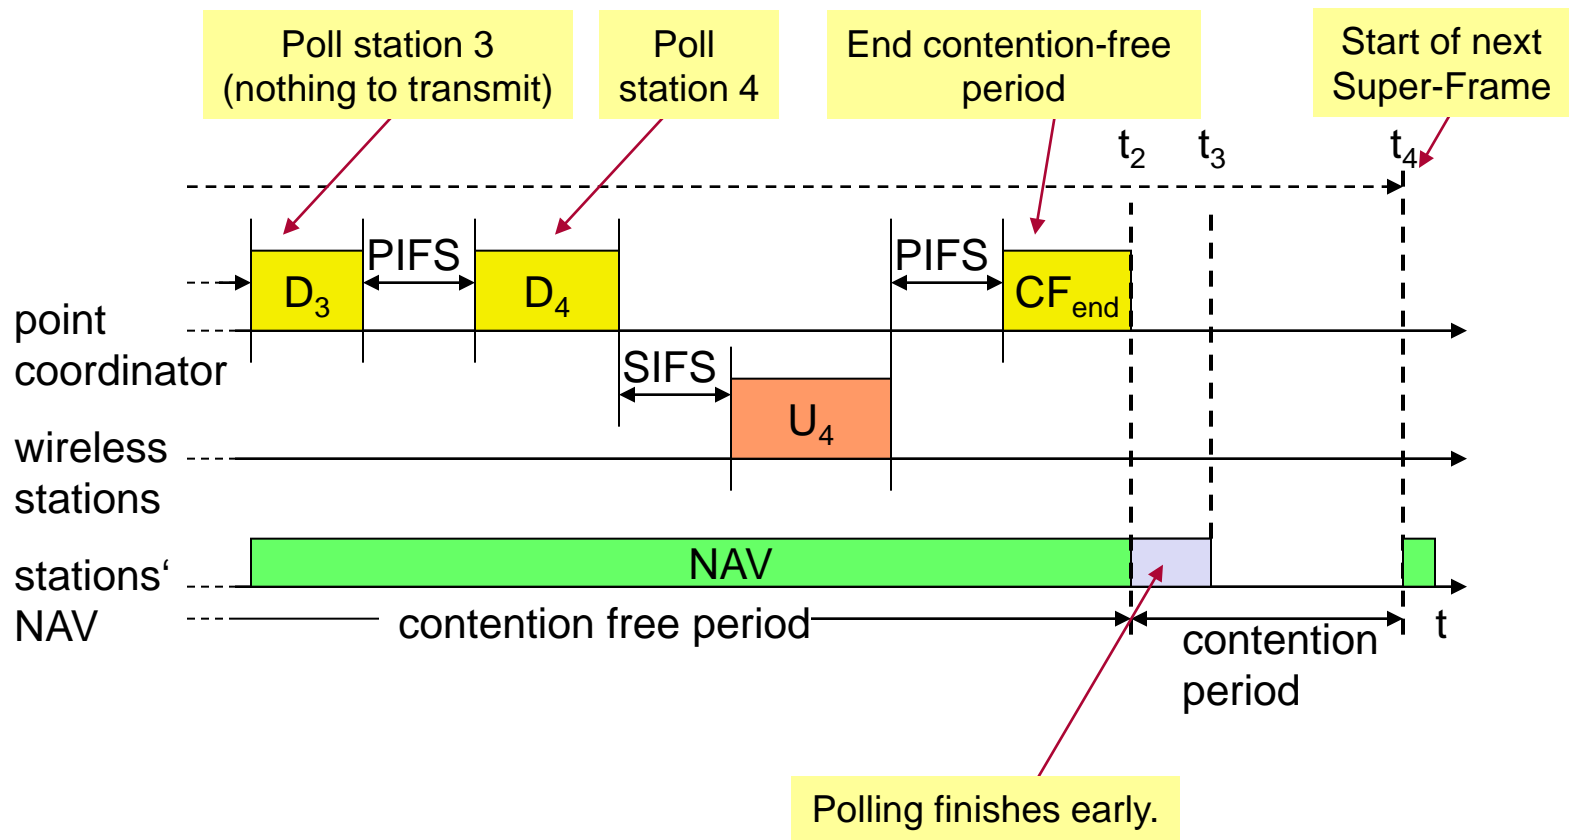 Poll station 3
(nothing to transmit)
Poll
station 4
End contention-free
period
Start of next
Super-Frame
t2
t3
t4
PIFS
PIFS
D3
D4
CFend
point
coordinator
SIFS
U4
wireless
stations
NAV
stations‘
NAV
contention free period
contention
period
t
Polling finishes early.